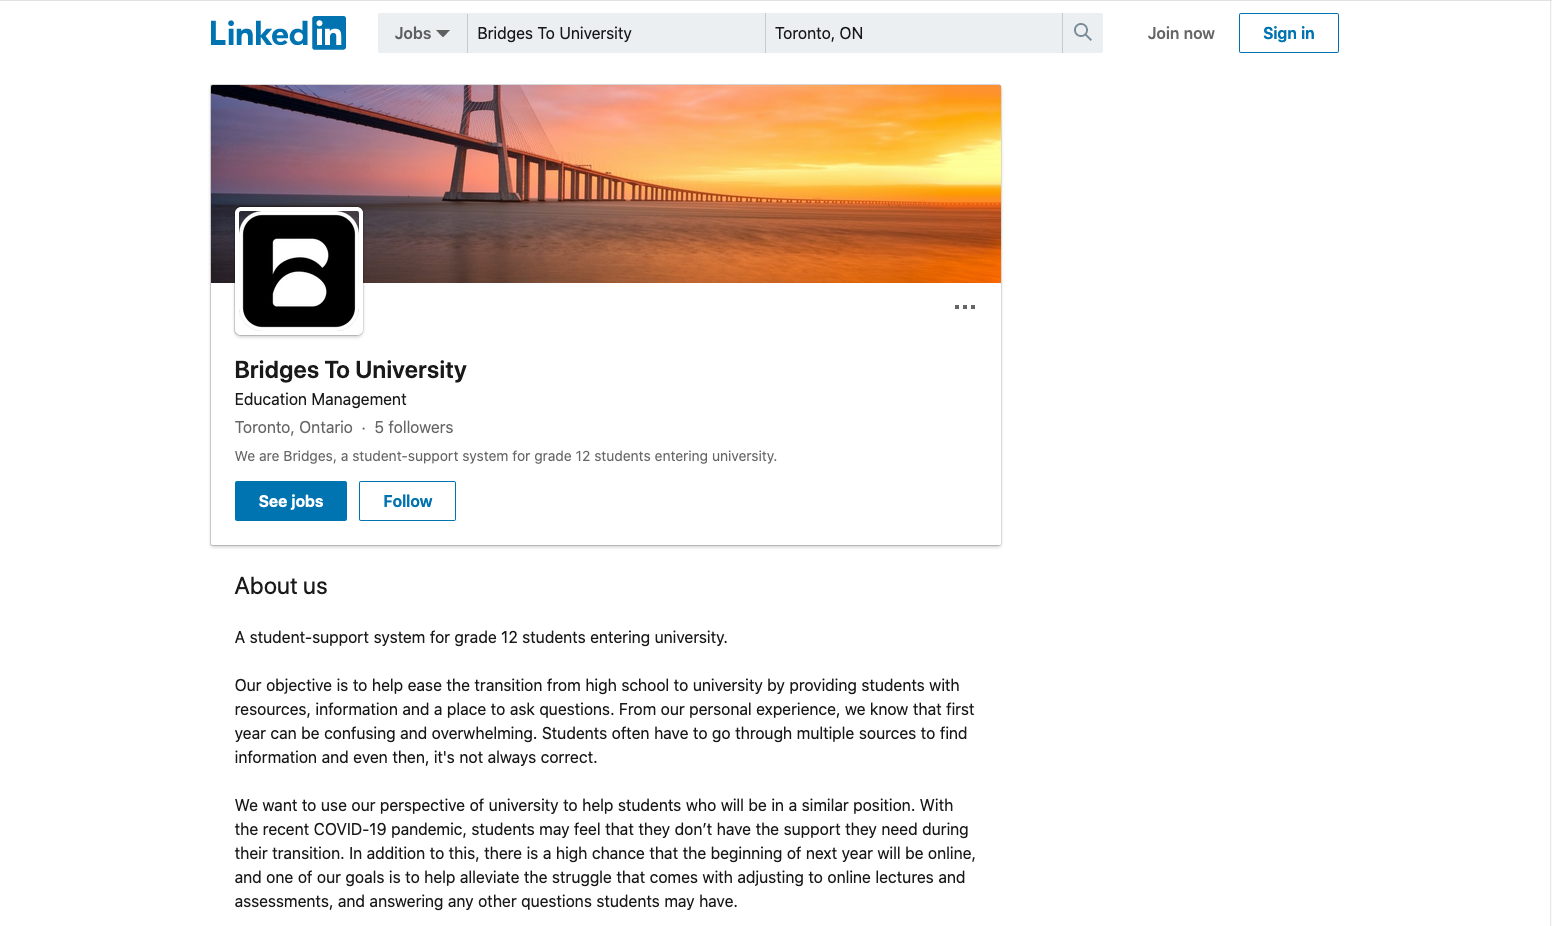 Linked in
Jobs
Bridges To University
Toronto, ON
Join now
Sign in
B
Bridges To University
Education Management
Toronto, Ontario · 5 followers
We are Bridges, a student-support system for grade 12 students entering university.
See jobs
Follow
About us
A student-support system for grade 12 students entering university.
Our objective is to help ease the transition from high school to university by providing students with
resources, information and a place to ask questions. From our personal experience, we know that first
year can be confusing and overwhelming. Students often have to go through multiple sources to find
information and even then, it's not always correct.
We want to use our perspective of university to help students who will be in a similar position. With
the recent COVID-19 pandemic, students may feel that they don’t have the support they need during
their transition. In addition to this, there is a high chance that the beginning of next year will be online,
and one of our goals is to help alleviate the struggle that comes with adjusting to online lectures and
assessments, and answering any other questions students may have.